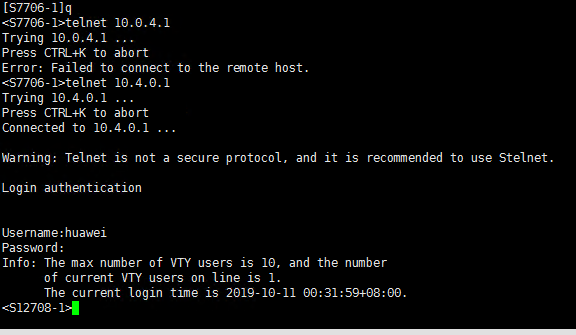 [S7706-1]q
<S7706-1>telnet 10.0.4.1
Trying 10.0.4.1 ...
Press CTRL+K to abort
Error: Failed to connect to the remote host.
<S7706-1>telnet 10.4.0.1
Trying 10.4.0.1 ...
Press CTRL+K to abort
Connected to 10.4.0.1 ...
Warning: Telnet is not a secure protocol, and it is recommended to use Stelnet.
Login authentication
Username:huawei
Password:
Info: The max number of VTY users is 10, and the number
of current VTY users on line is 1.
The current login time is 2019-10-11 00:31:59+08:00.
<S12708-1>